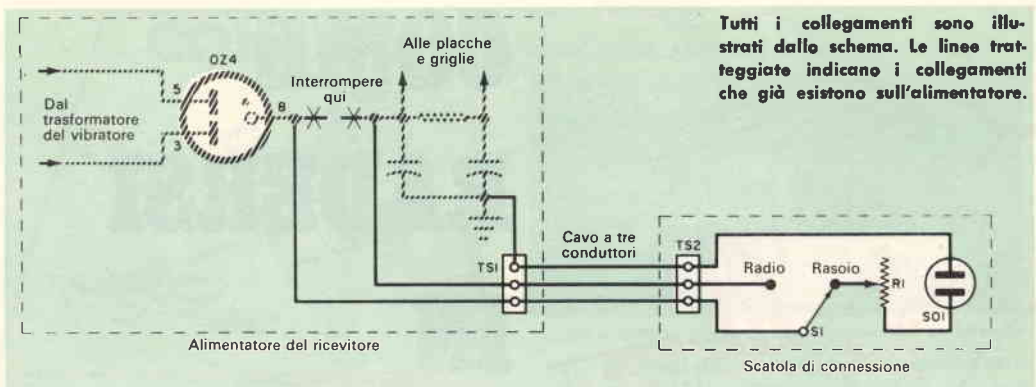 Tutti i collegamenti sono illu-
strati dallo schema. Le linee trat-
teggiate indicano i collegamenti
che già esistono sull'alimentatore.
Alle placche
e griglie
OZ4
Interrompere
qui
5
8
3
Dal
trasformatore
del vibratore
Cavo a tre
conduttori
TS1
TS2
Radio
Rasoio
R1
S1
SO1
Alimentatore del ricevitore
Scatola di connessione